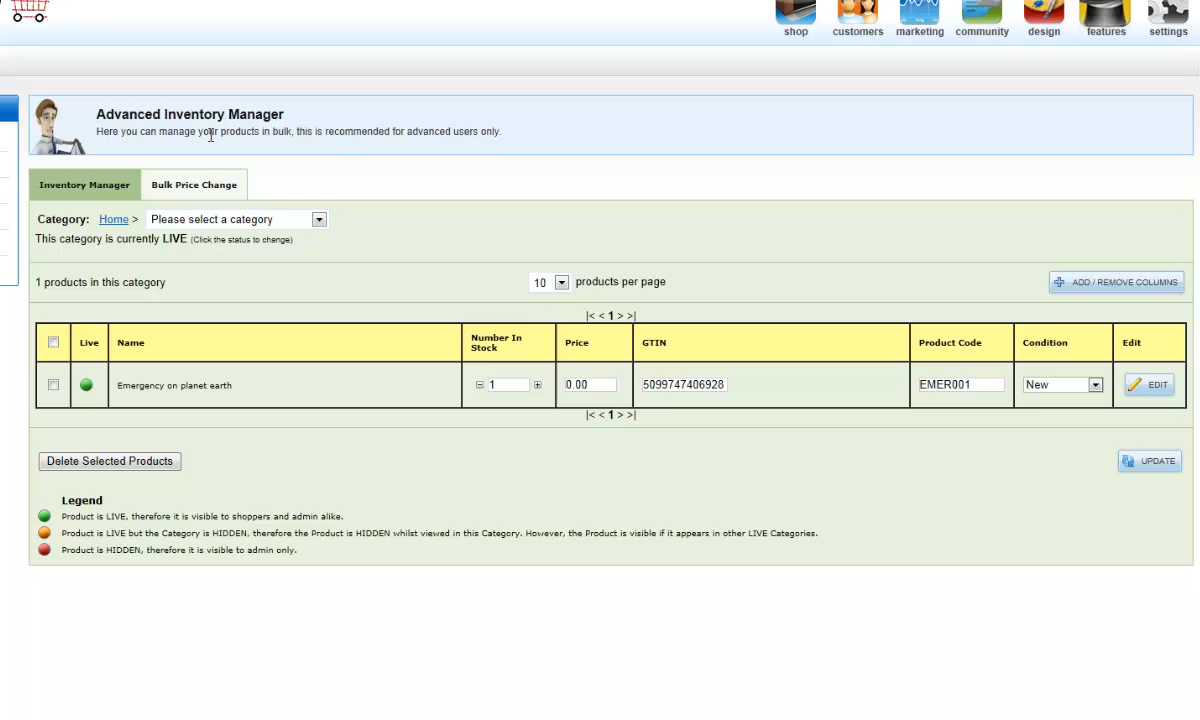 shop customers marketing community design features settings
Advanced Inventory Manager
Here you can manage your products in bulk, this is recommended for advanced users only.
Inventory Manager Bulk Price Change
Category: Home > Please select a category
This category is currently LIVE (Click the status to change)
1 products in this category 10 products per page ADD / REMOVE COLUMNS
|< < 1 > >|
Live Name Number In Stock Price GTIN Product Code Condition Edit
Emergency on planet earth 1 0.00 5099747406928 EMER001 New EDIT
|< < 1 > >|
Delete Selected Products UPDATE
Legend
Product is LIVE, therefore it is visible to shoppers and admin alike.
Product is LIVE but the Category is HIDDEN, therefore the Product is HIDDEN whilst viewed in this Category. However, the Product is visible if it appears in other LIVE Categories.
Product is HIDDEN, therefore it is visible to admin only.